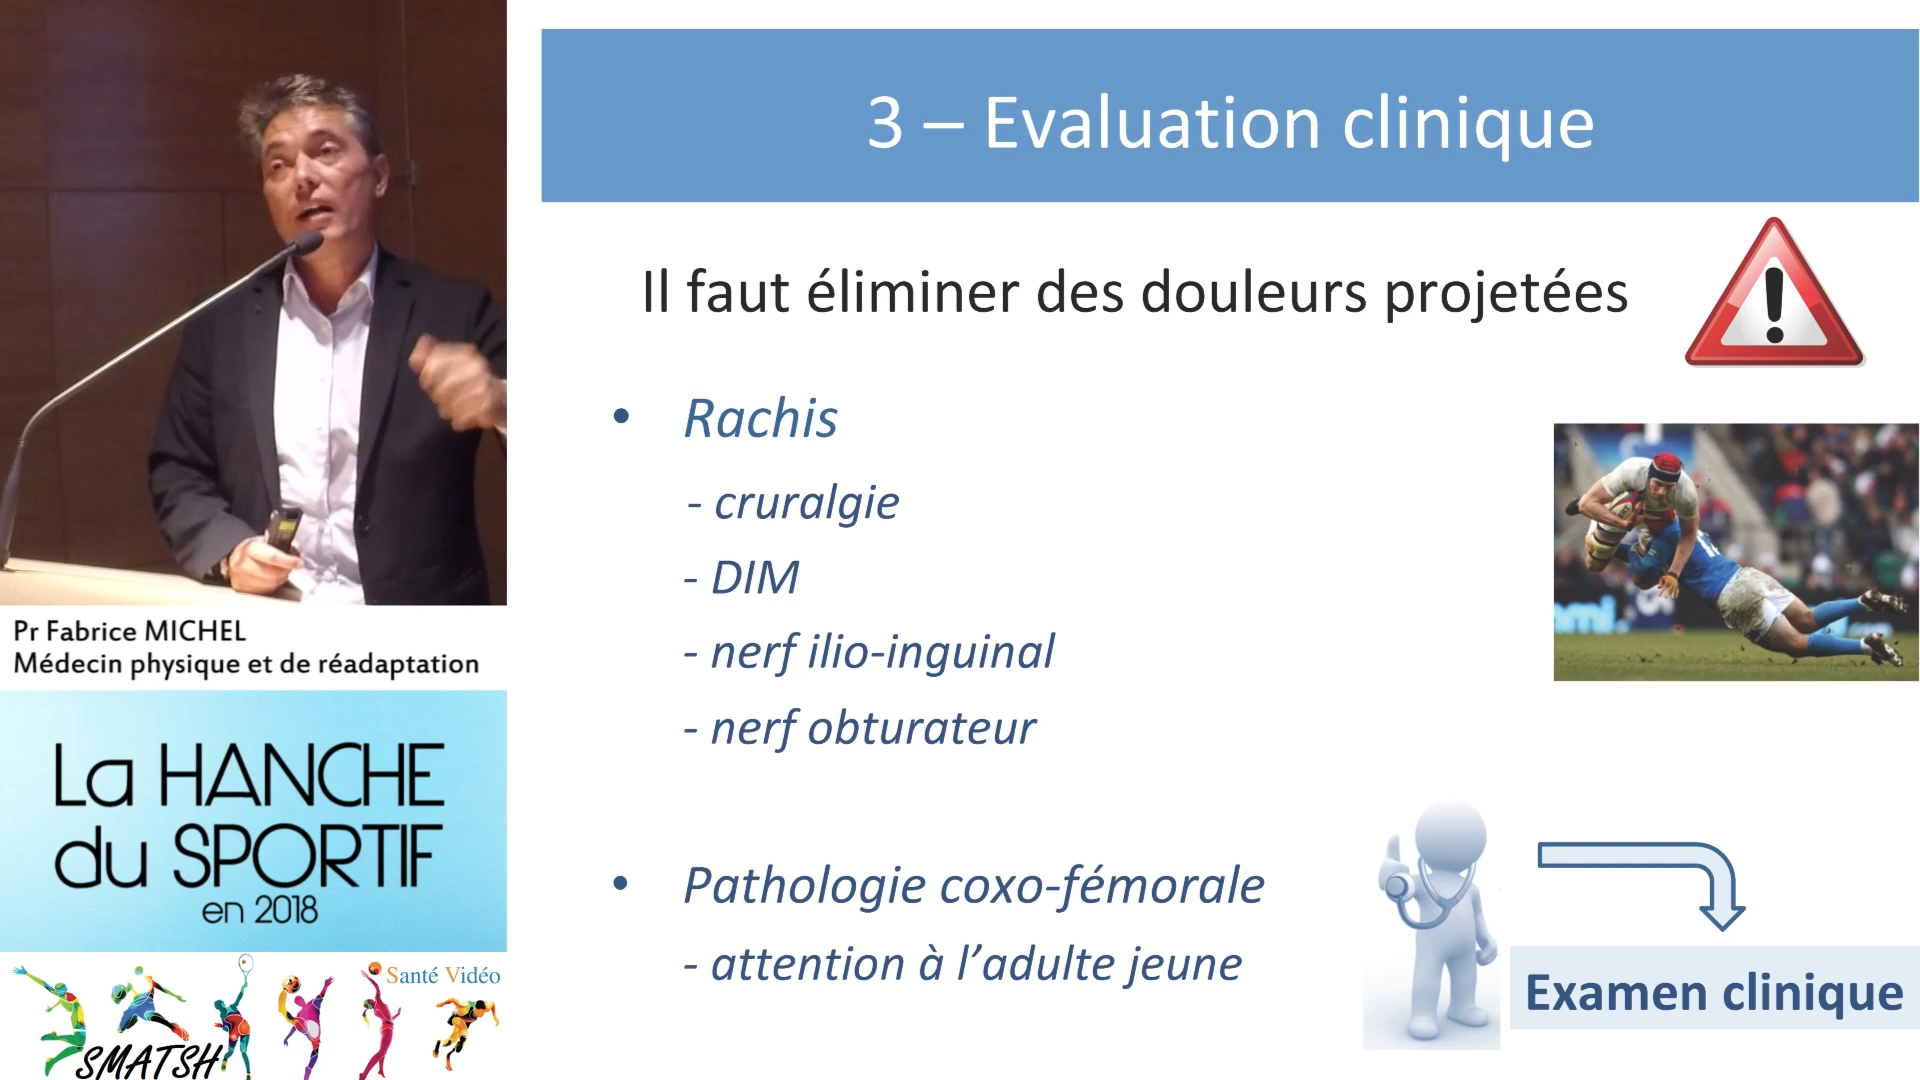 3 – Evaluation clinique
Il faut éliminer des douleurs projetées
• Rachis
- cruralgie
- DIM
- nerf ilio-inguinal
- nerf obturateur
• Pathologie coxo-fémorale
- attention à l’adulte jeune
Examen clinique
Pr Fabrice MICHEL
Médecin physique et de réadaptation
La HANCHE
du SPORTIF
en 2018
Santé Vidéo
SMATSH